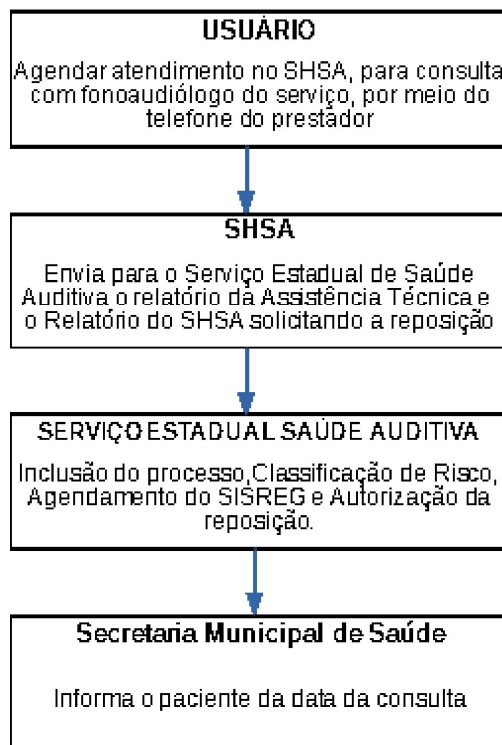 USUÁRIO
Agendar atendimento no SHSA, para consulta
com fonoaudiólogo do serviço, por meio do
telefone do prestador
SHSA
Envia para o Serviço Estadual de Saúde
Auditiva o relatório da Assistência Técnica e
o Relatório do SHSA solicitando a reposição
SERVIÇO ESTADUAL SAÚDE AUDITIVA
Inclusão do processo,Classificação de Risco,
Agendamento do SISREG e Autorização da
reposição.
Secretaria Municipal de Saúde
Informa o paciente da data da consulta